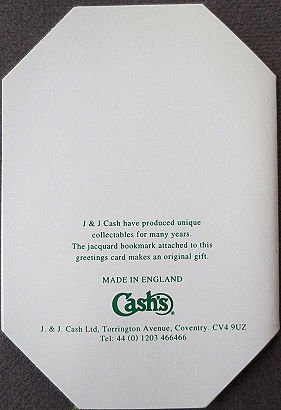 J & J Cash have produced unique
collectables for many years.
The jacquard bookmark attached to this
greetings card makes an original gift.
MADE IN ENGLAND
Cash's®
J. & J. Cash Ltd, Torrington Avenue, Coventry. CV4 9UZ
Tel: 44 (0) 1203 466466